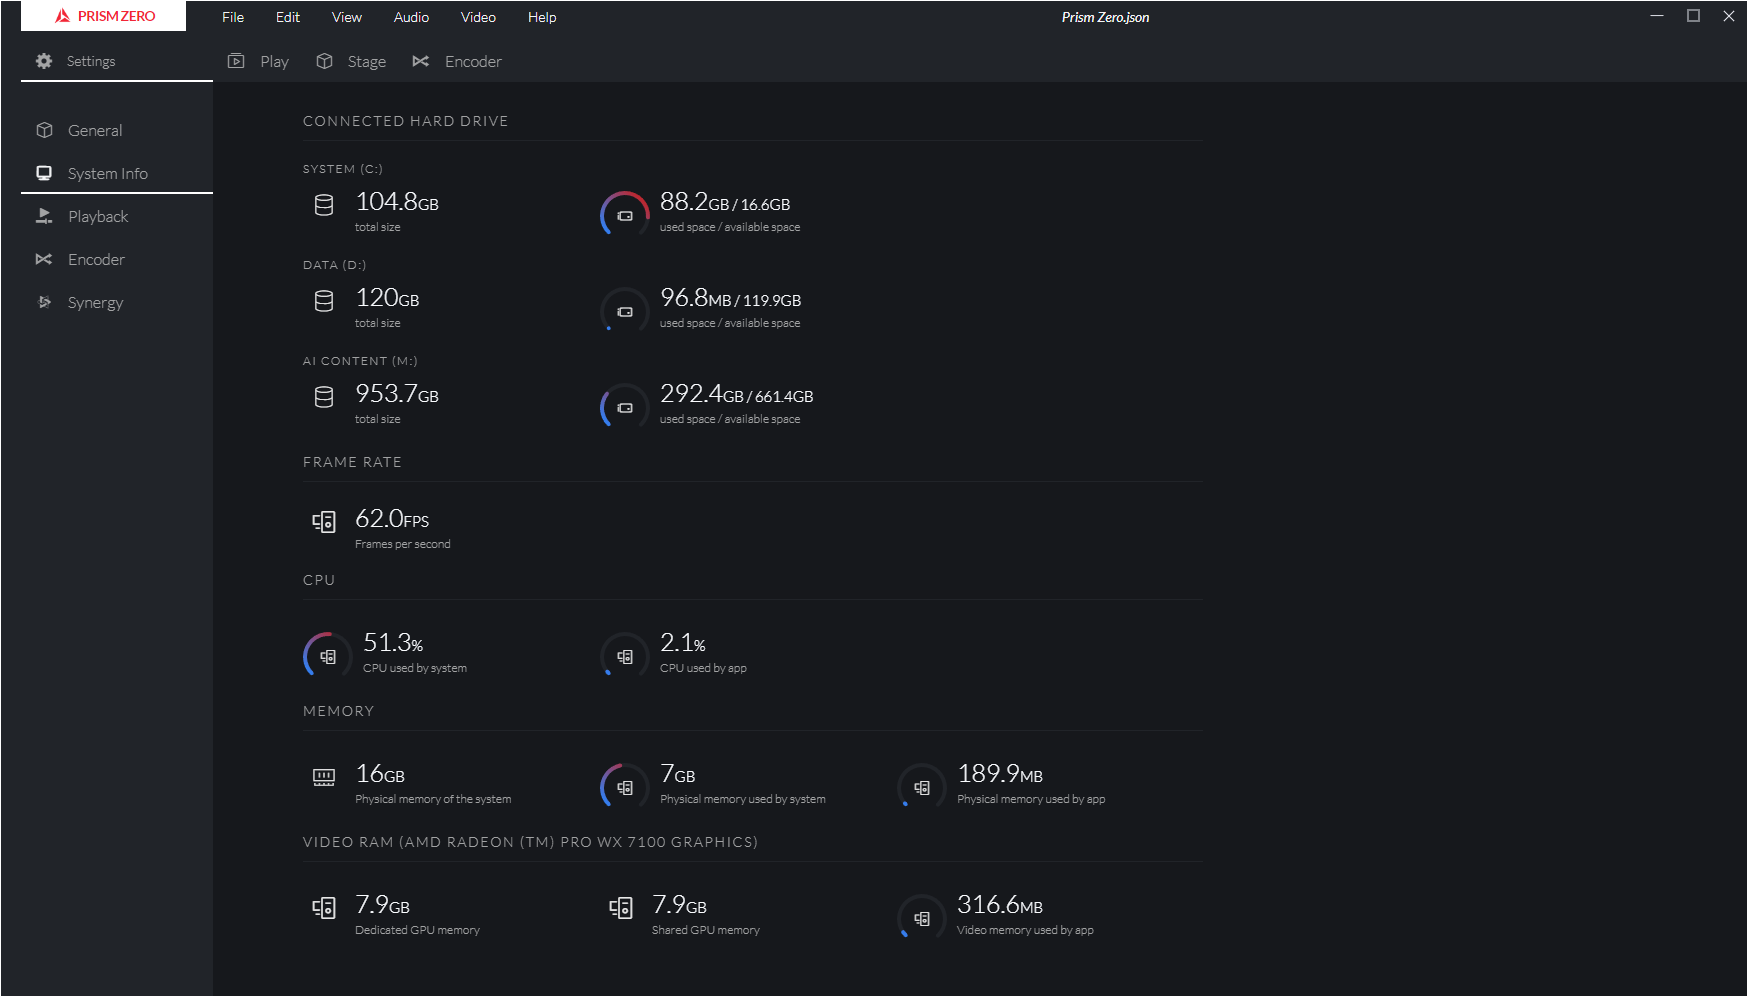 PRISM ZERO
File Edit View Audio Video Help
Prism Zero.json
Settings
Play Stage Encoder
General
System Info
Playback
Encoder
Synergy
CONNECTED HARD DRIVE
SYSTEM (C:)
104.8GB 88.2GB / 16.6GB
total size used space / available space
DATA (D:)
120GB 96.8MB / 119.9GB
total size used space / available space
AI CONTENT (M:)
953.7GB 292.4GB / 661.4GB
total size used space / available space
FRAME RATE
62.0FPS
Frames per second
CPU
51.3% 2.1%
CPU used by system CPU used by app
MEMORY
16GB 7GB 189.9MB
Physical memory of the system Physical memory used by system Physical memory used by app
VIDEO RAM (AMD RADEON (TM) PRO WX 7100 GRAPHICS)
7.9GB 7.9GB 316.6MB
Dedicated GPU memory Shared GPU memory Video memory used by app